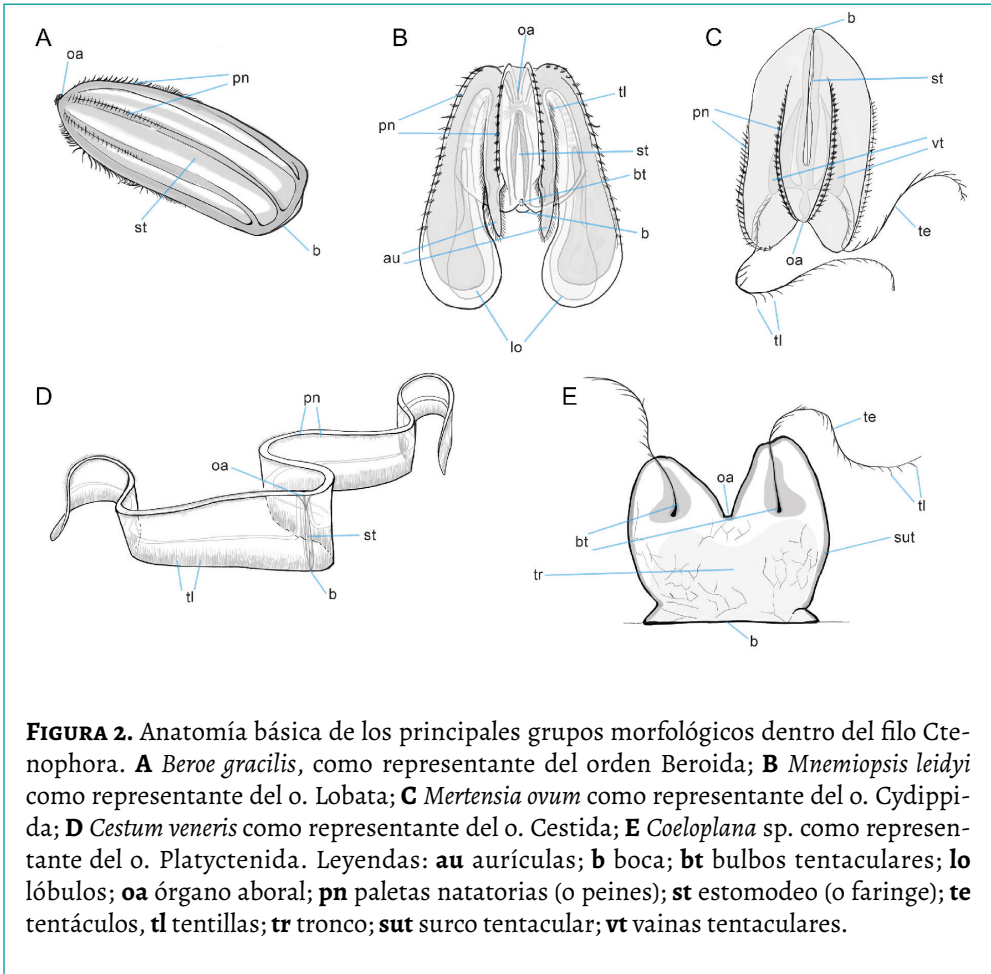 A
oa
pn
st
b
B
oa
pn
tl
st
bt
b
au
lo
C
b
st
pn
vt
te
oa
tl
D
pn
oa
st
tl
b
E
te
oa
tl
bt
sut
tr
b
FIGURA 2. Anatomía básica de los principales grupos morfológicos dentro del filo Cte-
nophora. A Beroe gracilis, como representante del orden Beroida; B Mnemiopsis leidyi
como representante del o. Lobata; C Mertensia ovum como representante del o. Cydippi-
da; D Cestum veneris como representante del o. Cestida; E Coeloplana sp. como represen-
tante del o. Platyctenida. Leyendas: au aurículas; b boca; bt bulbos tentaculares; lo
lóbulos; oa órgano aboral; pn paletas natatorias (o peines); st estomodeo (o faringe); te
tentáculos, tl tentillas; tr tronco; sut surco tentacular; vt vainas tentaculares.